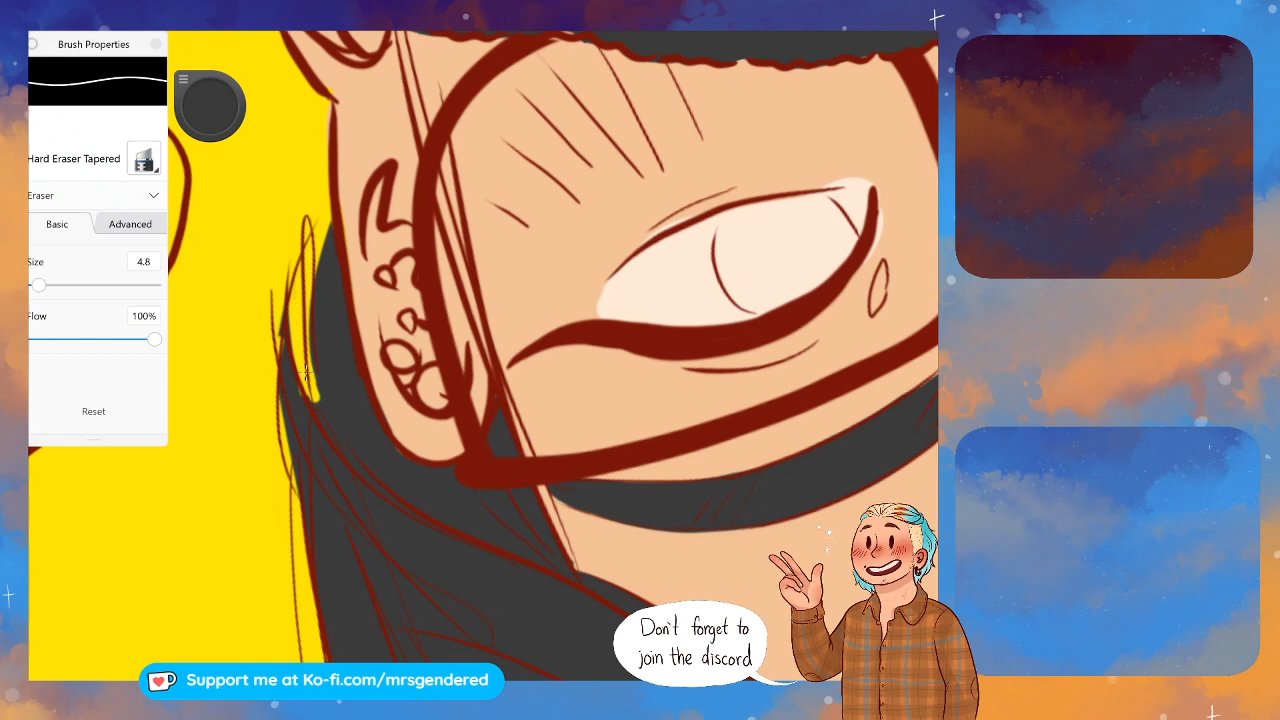 Brush Properties
Hard Eraser Tapered
Eraser
Basic
Advanced
Size
4.8
Flow
100%
Reset
Don't forget to
join the discord
Support me at Ko-fi.com/mrsgendered